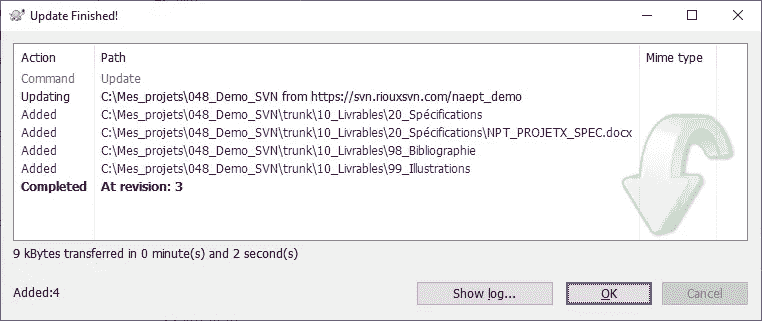 Update Finished!
Action Path Mime type
Command Update
Updating C:\Mes_projets\048_Demo_SVN from https://svn.riouxsvn.com/naept_demo
Added C:\Mes_projets\048_Demo_SVN\trunk\10_Livrables\20_Spécifications
Added C:\Mes_projets\048_Demo_SVN\trunk\10_Livrables\20_Spécifications\NPT_PROJETX_SPEC.docx
Added C:\Mes_projets\048_Demo_SVN\trunk\10_Livrables\98_Bibliographie
Added C:\Mes_projets\048_Demo_SVN\trunk\10_Livrables\99_Illustrations
Completed At revision: 3
9 kBytes transferred in 0 minute(s) and 2 second(s)
Added:4 Show log... OK Cancel